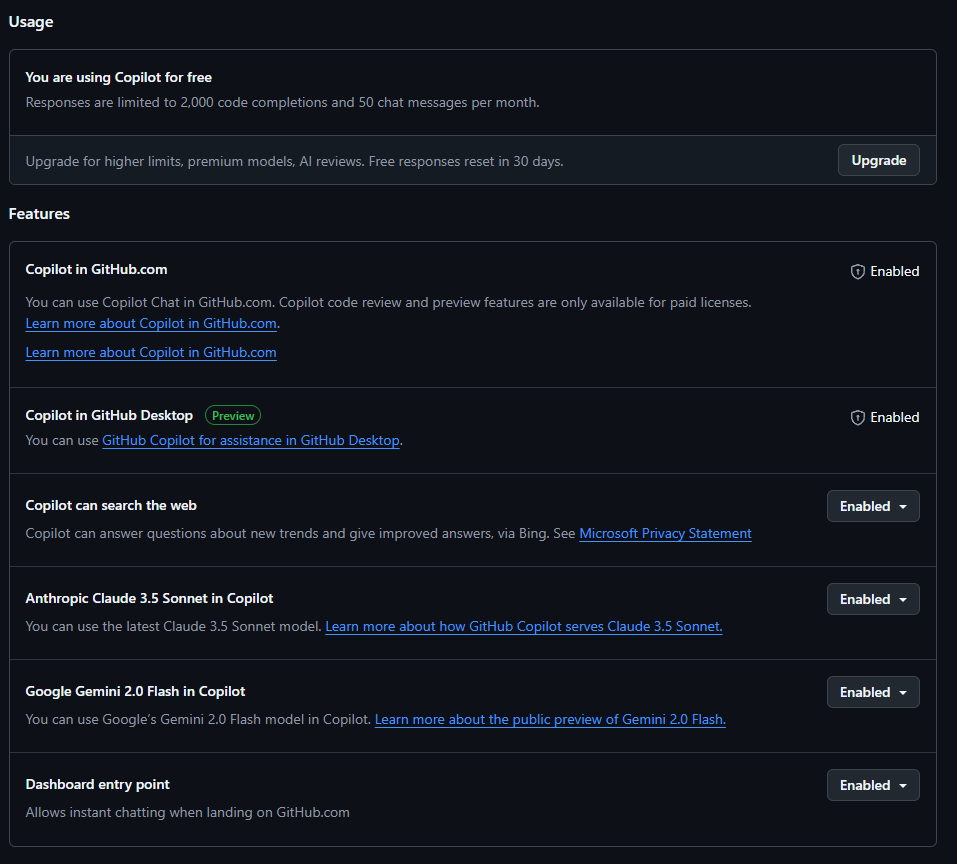 Usage
You are using Copilot for free
Responses are limited to 2,000 code completions and 50 chat messages per month.
Upgrade for higher limits, premium models, AI reviews. Free responses reset in 30 days.
Upgrade
Features
Copilot in GitHub.com
Enabled
You can use Copilot Chat in GitHub.com. Copilot code review and preview features are only available for paid licenses.
Learn more about Copilot in GitHub.com.
Learn more about Copilot in GitHub.com
Copilot in GitHub Desktop Preview
Enabled
You can use GitHub Copilot for assistance in GitHub Desktop.
Copilot can search the web
Enabled
Copilot can answer questions about new trends and give improved answers, via Bing. See Microsoft Privacy Statement
Anthropic Claude 3.5 Sonnet in Copilot
Enabled
You can use the latest Claude 3.5 Sonnet model. Learn more about how GitHub Copilot serves Claude 3.5 Sonnet.
Google Gemini 2.0 Flash in Copilot
Enabled
You can use Google's Gemini 2.0 Flash model in Copilot. Learn more about the public preview of Gemini 2.0 Flash.
Dashboard entry point
Enabled
Allows instant chatting when landing on GitHub.com